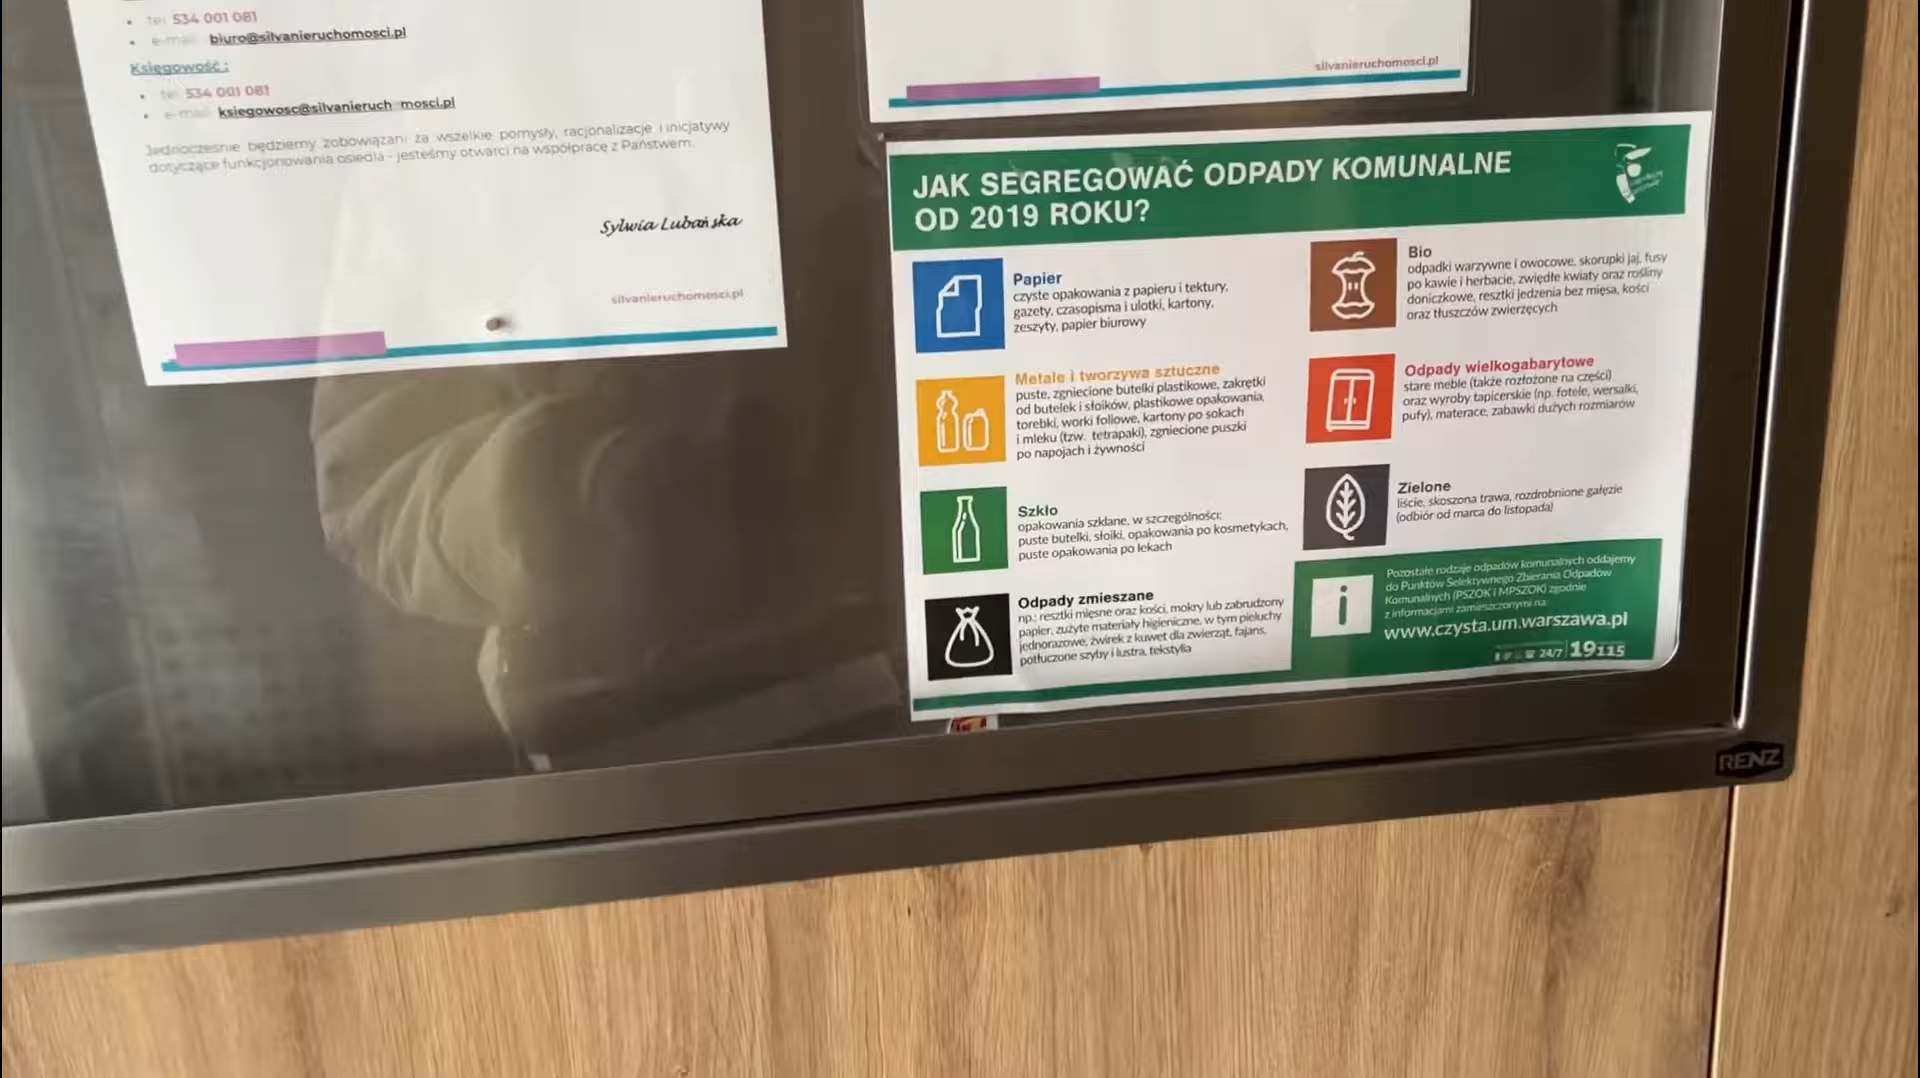 tel 534 001 081
e-mail biuro@silvanieruchomosci.pl
Księgowość :
tel 534 001 081
e-mail ksiegowosc@silvanieruch mosci.pl
Jednocześnie będziemy zobowiązani za wszelkie pomysły, racjonalizacje i inicjatywy
dotyczące funkcjonowania osiedla - jesteśmy otwarci na współpracę z Państwem.
Sylwia Lubańska
silvanieruchomosci.pl
silvanieruchomosci.pl
JAK SEGREGOWAĆ ODPADY KOMUNALNE
OD 2019 ROKU?
Papier
czyste opakowania z papieru i tektury,
gazety, czasopisma i ulotki, kartony,
zeszyty, papier biurowy
Metale i tworzywa sztuczne
puste, zgniecione butelki plastikowe, zakrętki
od butelek i słoików, plastikowe opakowania,
torebki, worki foliowe, kartony po sokach
i mleku (tzw. tetrapaki), zgniecione puszki
po napojach i żywności
Szkło
opakowania szklane, w szczególności:
puste butelki, słoiki, opakowania po kosmetykach,
puste opakowania po lekach
Odpady zmieszane
np.: resztki mięsne oraz kości, mokry lub zabrudzony
papier, zużyte materiały higieniczne, w tym pieluchy
jednorazowe, żwirek z kuwet dla zwierząt, fajans,
potłuczone szyby i lustra, tekstylia
Bio
odpadki warzywne i owocowe, skorupki jaj, fusy
po kawie i herbacie, zwiędłe kwiaty oraz rośliny
doniczkowe, resztki jedzenia bez mięsa, kości
oraz tłuszczów zwierzęcych
Odpady wielkogabarytowe
stare meble (także rozłożone na części)
oraz wyroby tapicerskie (np. fotele, wersalki,
pufy), materace, zabawki dużych rozmiarów
Zielone
liście, skoszona trawa, rozdrobnione gałęzie
(odbiór od marca do listopada)
Pozostałe rodzaje odpadów komunalnych oddajemy
do Punktów Selektywnego Zbierania Odpadów
Komunalnych (PSZOK i MPSZOK) zgodnie
z informacjami zamieszczonymi na:
www.czysta.um.warszawa.pl
24/7 19115
RENZ